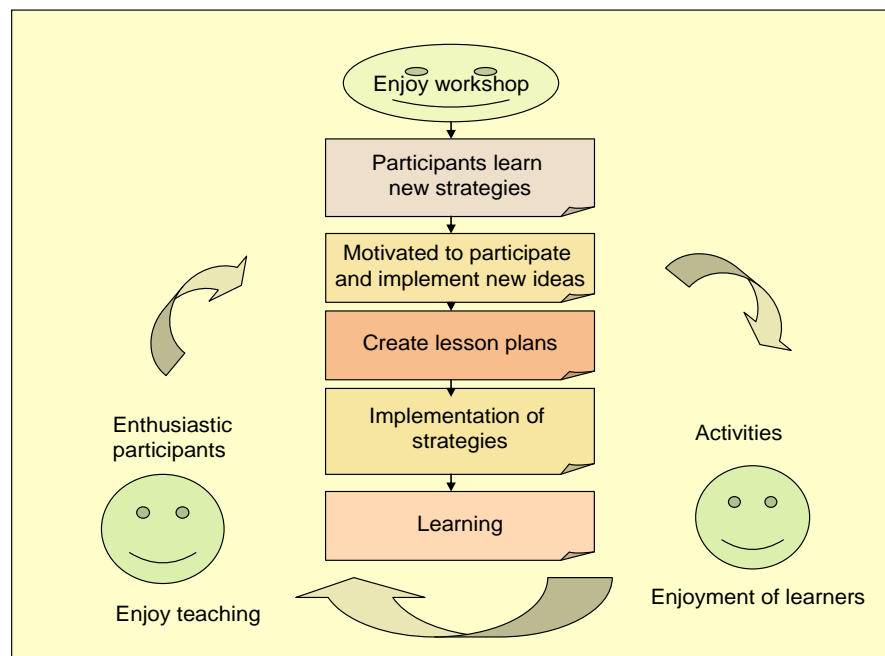 Enjoy workshop
Participants learn
new strategies
Motivated to participate
and implement new ideas
Create lesson plans
Implementation of
strategies
Learning
Enthusiastic
participants
Enjoy teaching
Activities
Enjoyment of learners